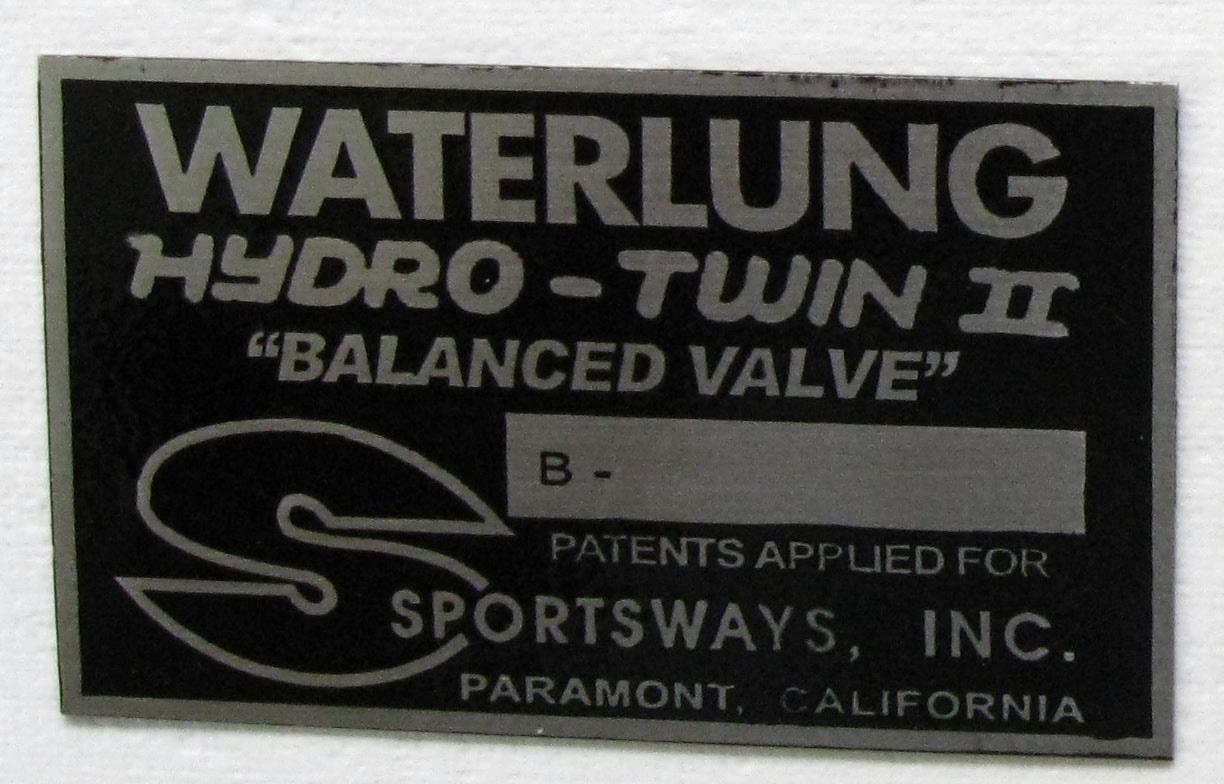 WATERLUNG
HYDRO - TWIN II
“BALANCED VALVE”
B -
PATENTS APPLIED FOR
SPORTSWAYS, INC.
PARAMONT, CALIFORNIA